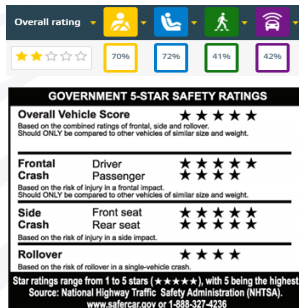 Overall rating
70% 72% 41% 42%
GOVERNMENT 5-STAR SAFETY RATINGS
Overall Vehicle Score ★★★★★
Based on the combined ratings of frontal, side and rollover.
Should ONLY be compared to other vehicles of similar size and weight.
Frontal Driver ★★★★★
Crash Passenger ★★★★★
Based on the risk of injury in a frontal impact.
Should ONLY be compared to other vehicles of similar size and weight.
Side Front seat ★★★★★
Crash Rear seat ★★★★★
Based on the risk of injury in a side impact.
Rollover ★★★★
Based on the risk of rollover in a single-vehicle crash.
Star ratings range from 1 to 5 stars (★★★★★), with 5 being the highest
Source: National Highway Traffic Safety Administration (NHTSA).
www.safercar.gov or 1-888-327-4236